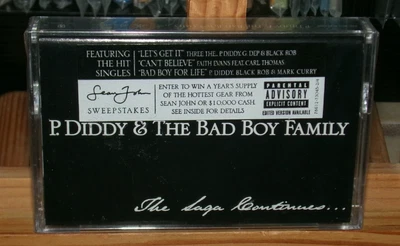 FEATURING "LET'S GET IT" THREE THE... P. DIDDY, G. DEP & BLACK ROB
THE HIT "CAN'T BELIEVE" FAITH EVANS FEAT. CARL THOMAS
SINGLES "BAD BOY FOR LIFE" P. DIDDY, BLACK ROB & MARK CURRY
Sean John
SWEEPSTAKES
ENTER TO WIN A YEAR'S SUPPLY
OF THE HOTTEST GEAR FROM
SEAN JOHN OR $10,000 CASH.
SEE INSIDE FOR DETAILS
PARENTAL
ADVISORY
EXPLICIT CONTENT
EDITED VERSION AVAILABLE
P. DIDDY & THE BAD BOY FAMILY
The Saga Continues...